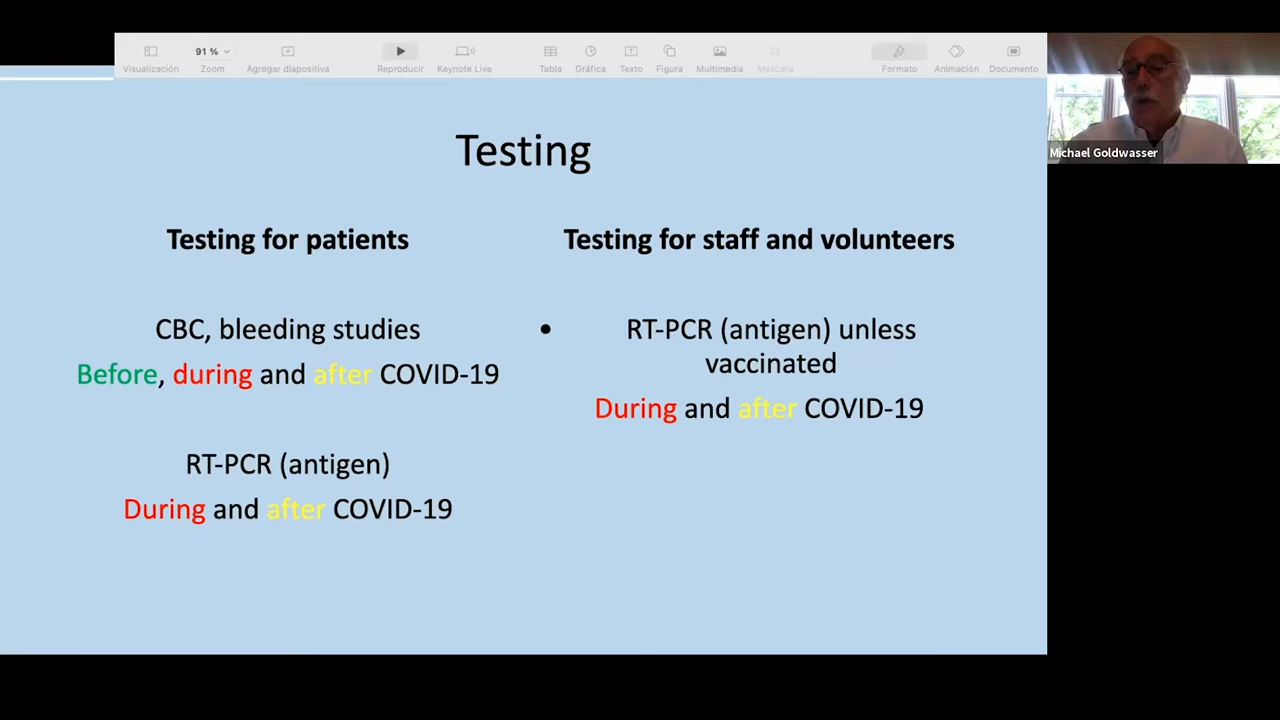 91 %
Visualización
Zoom
Agregar diapositiva
Reproducir
Keynote Live
Tabla
Gráfica
Texto
Figura
Multimedia
Máscara
Formato
Animación
Documento
Michael Goldwasser
Testing
Testing for patients
CBC, bleeding studies
Before, during and after COVID-19
RT-PCR (antigen)
During and after COVID-19
Testing for staff and volunteers
• RT-PCR (antigen) unless
vaccinated
During and after COVID-19